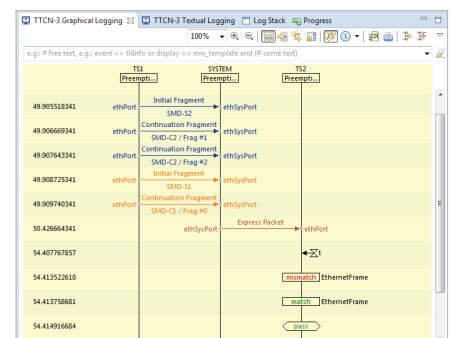 TTCN-3 Graphical Logging TTCN-3 Textual Logging Log Stack Progress
100%
e.g.: # free text, e.g.: event == tliInfo or display == mw_template and (# some text)
TS1 SYSTEM TS2
Preempti... Preempti... Preempti...
Initial Fragment
49.905518341 ethPort ethSysPort
SMD-S2
Continuation Fragment
49.906669341 ethPort ethSysPort
SMD-C2 / Frag #1
Continuation Fragment
49.907643341 ethPort ethSysPort
SMD-C2 / Frag #2
Initial Fragment
49.908725341 ethPort ethSysPort
SMD-S1
Continuation Fragment
49.909740341 ethPort ethSysPort
SMD-C1 / Frag #0
Express Packet
50.426664341 ethSysPort ethPort
54.407767857 t
54.413522618 mismatch EthernetFrame
54.413758681 match EthernetFrame
54.414916684 pass